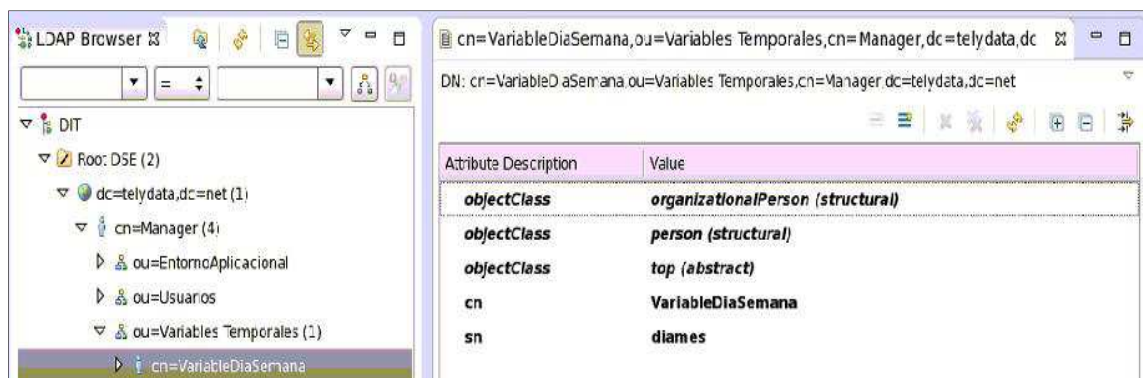 LDAP Browser
=
DIT
Root DSE (2)
dc=telydata,dc=net (1)
cn=Manager (4)
ou=EntornoAplicacional
ou=Usuarios
ou=Variables Temporales (1)
cn=VariableDiaSemana
cn=VariableDiaSemana,ou=Variables Temporales,cn=Manager,dc=telydata,dc
DN: cn=VariableDiaSemana,ou=Variables Temporales,cn=Manager,dc=telydata,dc=net
Attribute Description Value
objectClass organizationalPerson (structural)
objectClass person (structural)
objectClass top (abstract)
cn VariableDiaSemana
sn diames